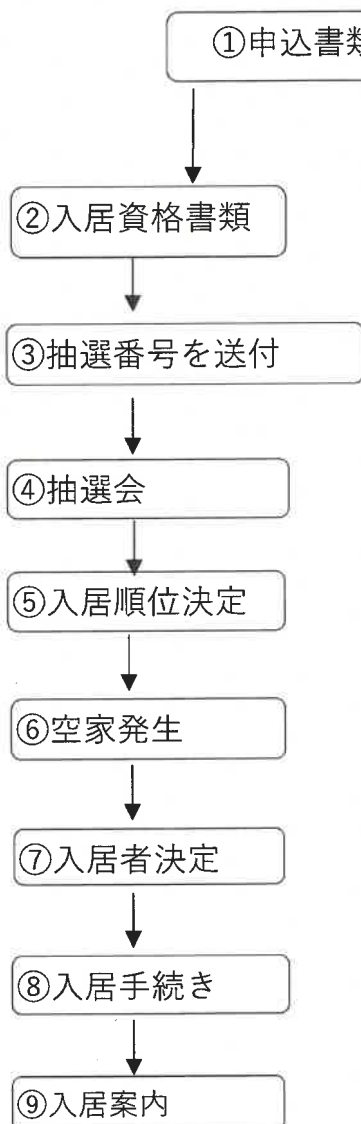 ①申込書類
②入居資格書類
③抽選番号を送付
④抽選会
⑤入居順位決定
⑥空家発生
⑦入居者決定
⑧入居手続き
⑨入居案内